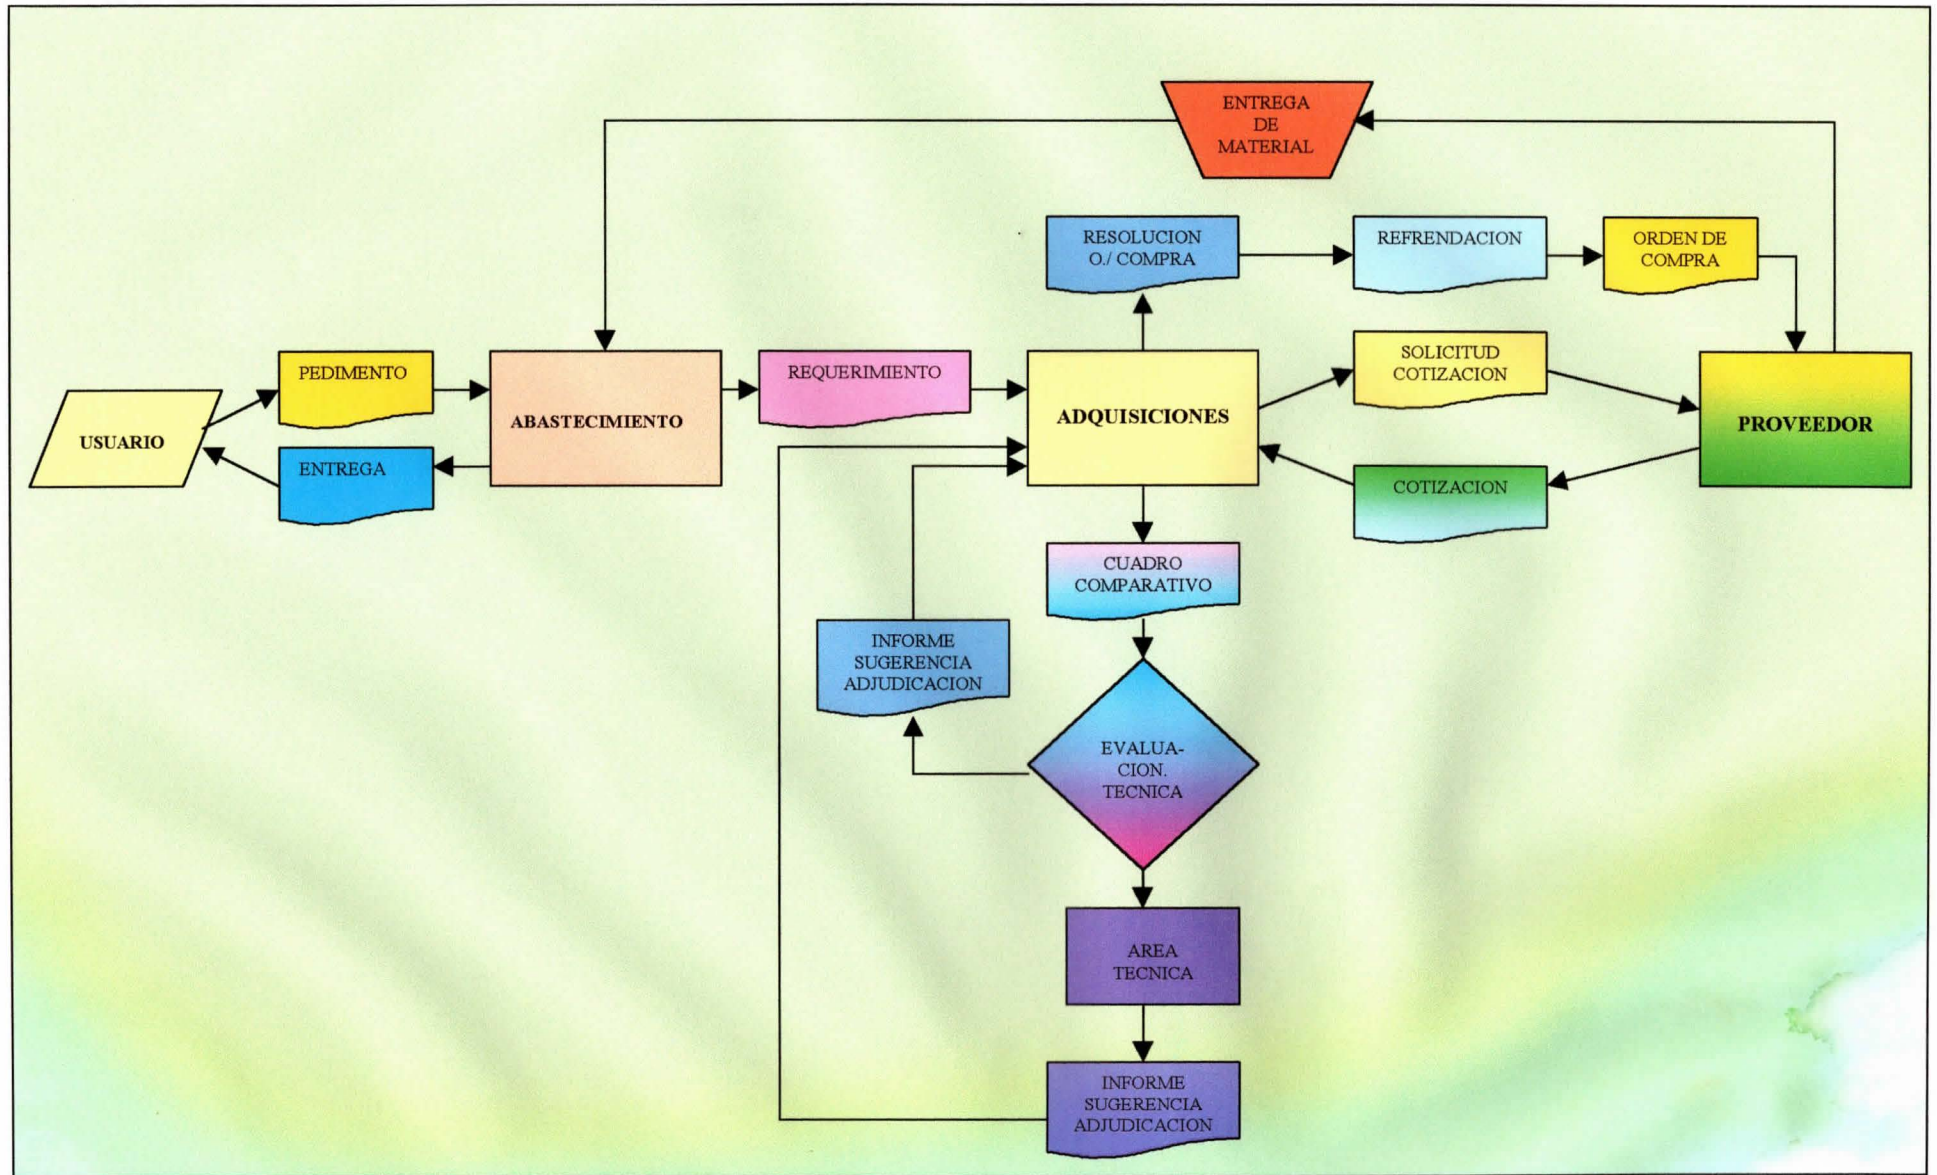 ENTREGA
DE
MATERIAL
RESOLUCION
O./ COMPRA
REFRENDACION
ORDEN DE
COMPRA
PEDIMENTO
REQUERIMIENTO
SOLICITUD
COTIZACION
USUARIO
ABASTECIMIENTO
ADQUISICIONES
PROVEEDOR
ENTREGA
COTIZACION
CUADRO
COMPARATIVO
INFORME
SUGERENCIA
ADJUDICACION
EVALUA-
CION.
TECNICA
AREA
TECNICA
INFORME
SUGERENCIA
ADJUDICACION